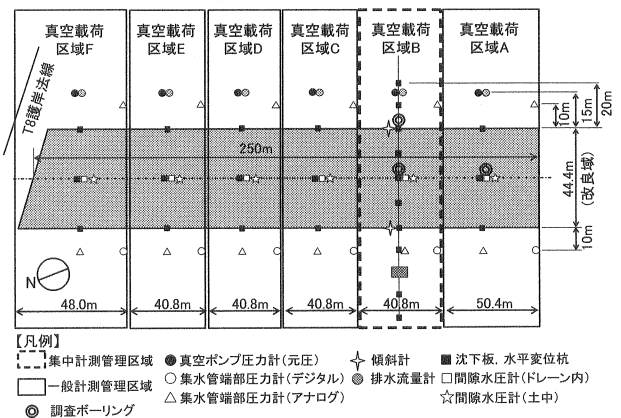 真空載荷
区域F
真空載荷
区域E
真空載荷
区域D
真空載荷
区域C
真空載荷
区域B
真空載荷
区域A
T8護岸法線
10m
15m
20m
250m
44.4m
(改良域)
10m
N
48.0m
40.8m
40.8m
40.8m
40.8m
50.4m
【凡例】
集中計測管理区域
一般計測管理区域
調査ボーリング
真空ポンプ圧力計(元圧)
集水管端部圧力計(デジタル)
集水管端部圧力計(アナログ)
傾斜計
排水流量計
沈下板,水平変位杭
間隙水圧計(ドレーン内)
間隙水圧計(土中)